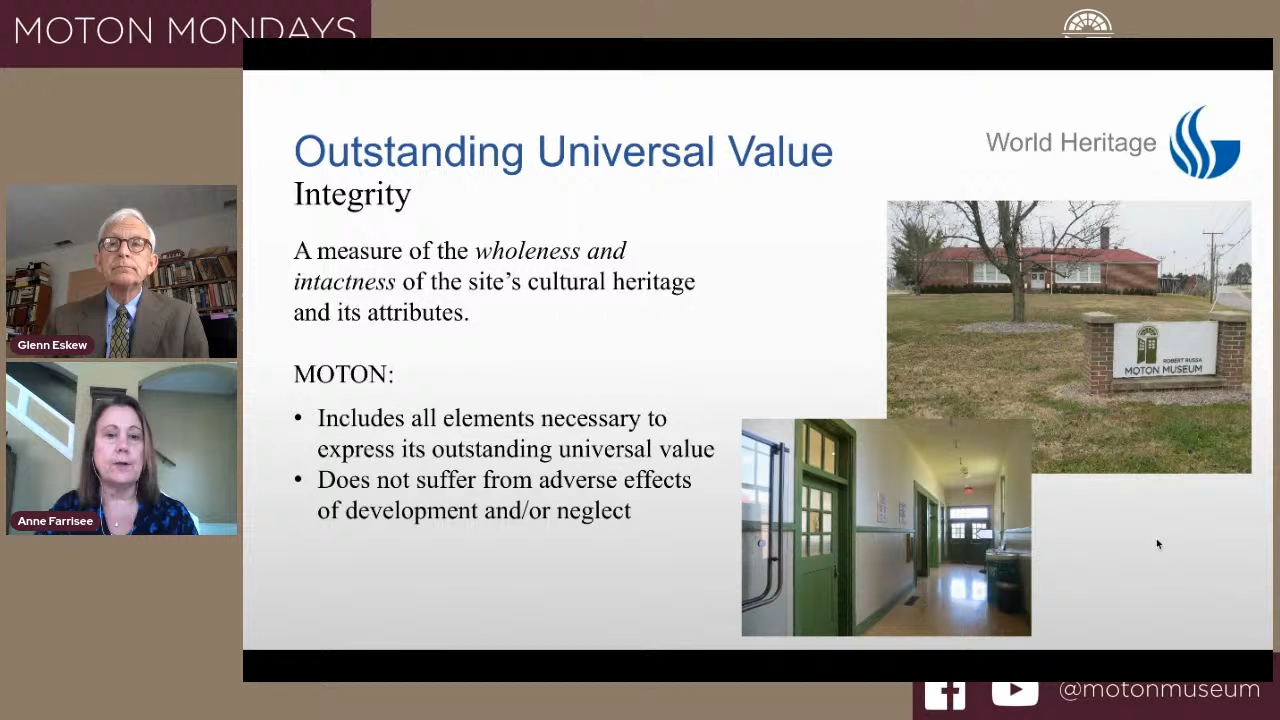 MOTON MONDAYS
Outstanding Universal Value
World Heritage
Integrity
A measure of the wholeness and
intactness of the site's cultural heritage
and its attributes.
MOTON:
• Includes all elements necessary to
express its outstanding universal value
• Does not suffer from adverse effects
of development and/or neglect
ROBERT RUSSA
MOTON MUSEUM
Glenn Eskew
Anne Farrisee
@motonmuseum